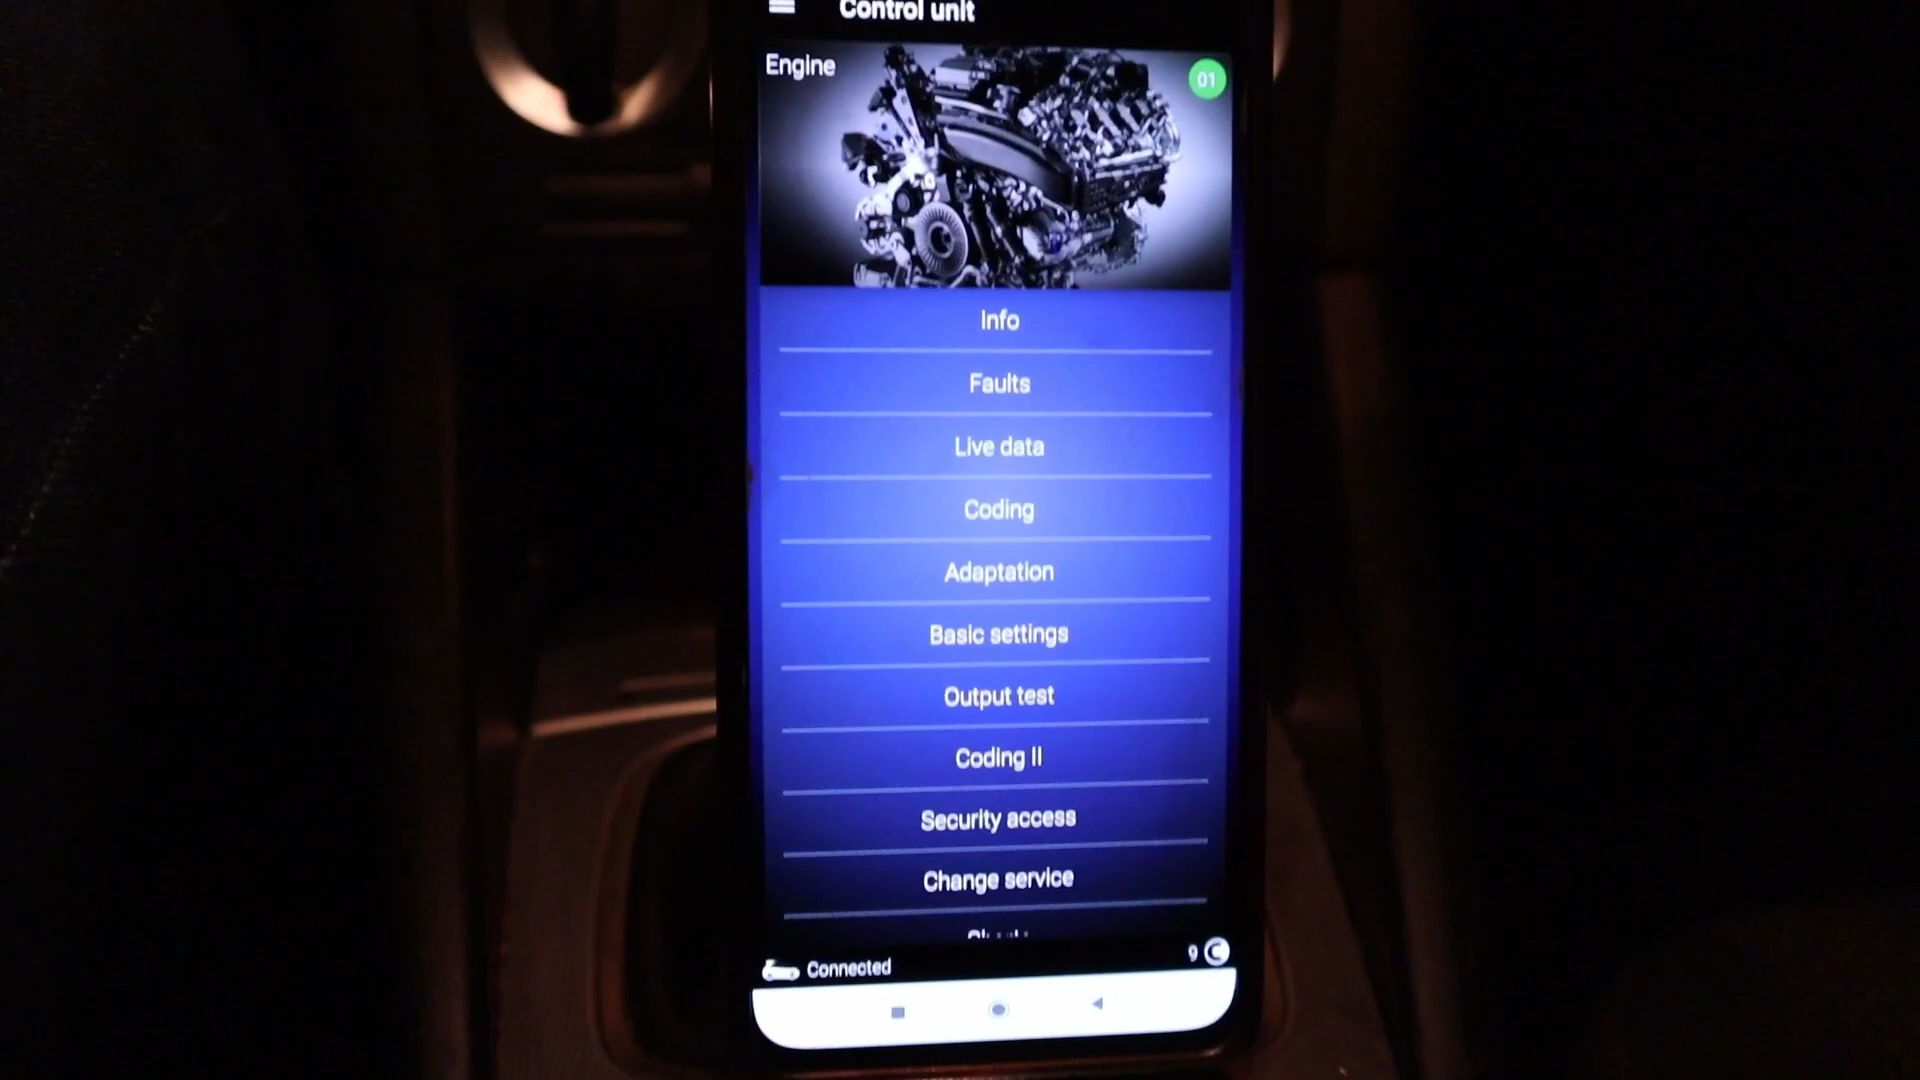 Control unit
Engine
01
Info
Faults
Live data
Coding
Adaptation
Basic settings
Output test
Coding II
Security access
Change service
Connected
9